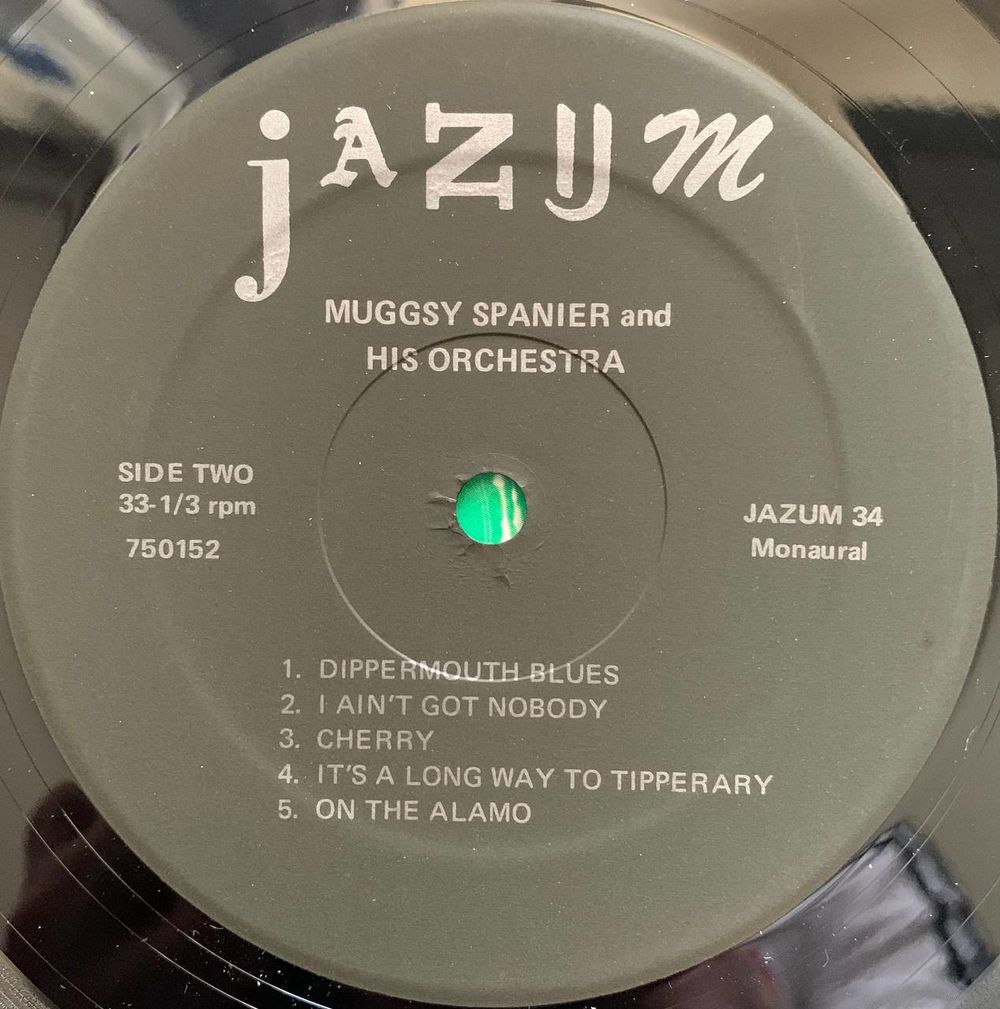 jAZUM
MUGGSY SPANIER and
HIS ORCHESTRA
SIDE TWO
33-1/3 rpm
750152
JAZUM 34
Monaural
1. DIPPERMOUTH BLUES
2. I AIN'T GOT NOBODY
3. CHERRY
4. IT'S A LONG WAY TO TIPPERARY
5. ON THE ALAMO